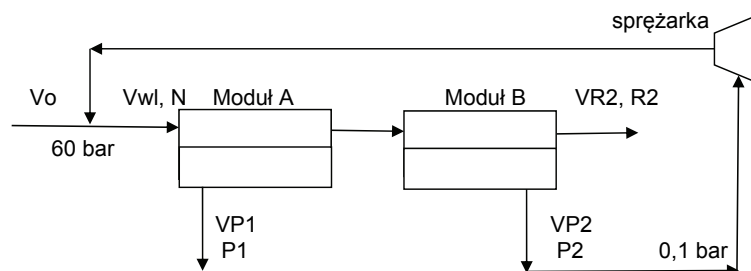 sprężarka
Vo
Vwl, N
Moduł A
Moduł B
VR2, R2
60 bar
VP1
P1
VP2
P2
0,1 bar